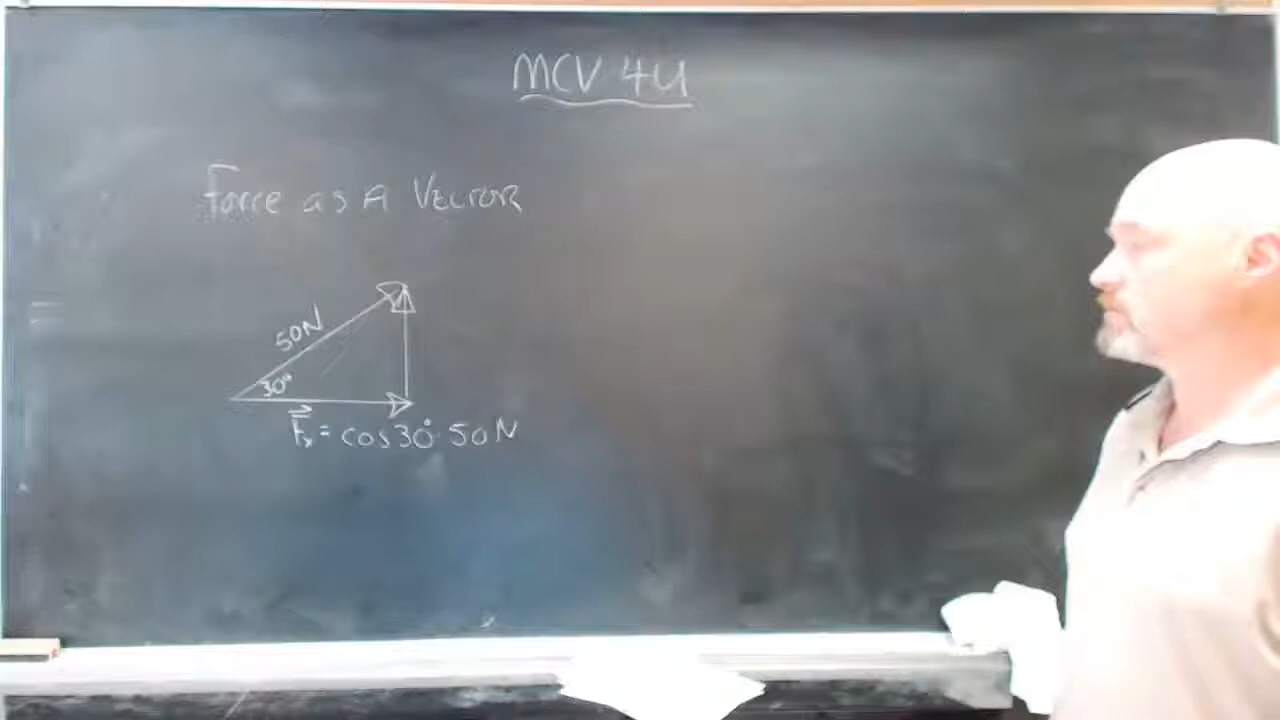 MCV 4U
Force as A Vector
50N
30°
F⃗x = cos30°·50N